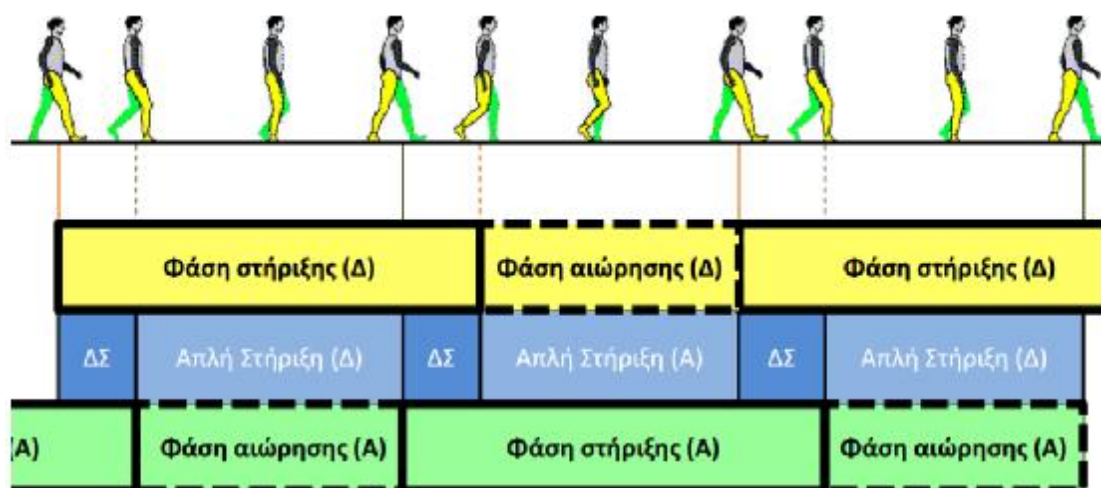 Φάση στήριξης (Δ) Φάση αιώρησης (Δ) Φάση στήριξης (Δ)
ΔΣ Απλή Στήριξη (Δ) ΔΣ Απλή Στήριξη (Α) ΔΣ Απλή Στήριξη (Δ)
(Α) Φάση αιώρησης (Α) Φάση στήριξης (Α) Φάση αιώρησης (Α)